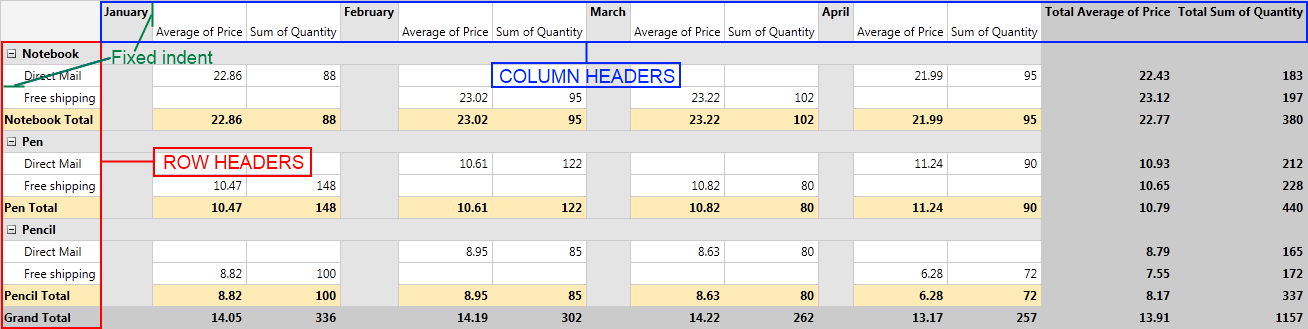 January February March April Total Average of Price Total Sum of Quantity
Average of Price Sum of Quantity Average of Price Sum of Quantity Average of Price Sum of Quantity Average of Price Sum of Quantity
Notebook
Fixed indent
Direct Mail 22.86 88 21.99 95 22.43 183
COLUMN HEADERS
Free shipping 23.02 95 23.22 102 23.12 197
Notebook Total 22.86 88 23.02 95 23.22 102 21.99 95 22.77 380
Pen
Direct Mail 10.61 122 11.24 90 10.93 212
ROW HEADERS
Free shipping 10.47 148 10.82 80 10.65 228
Pen Total 10.47 148 10.61 122 10.82 80 11.24 90 10.79 440
Pencil
Direct Mail 8.95 85 8.63 80 8.79 165
Free shipping 8.82 100 6.28 72 7.55 172
Pencil Total 8.82 100 8.95 85 8.63 80 6.28 72 8.17 337
Grand Total 14.05 336 14.19 302 14.22 262 13.17 257 13.91 1157